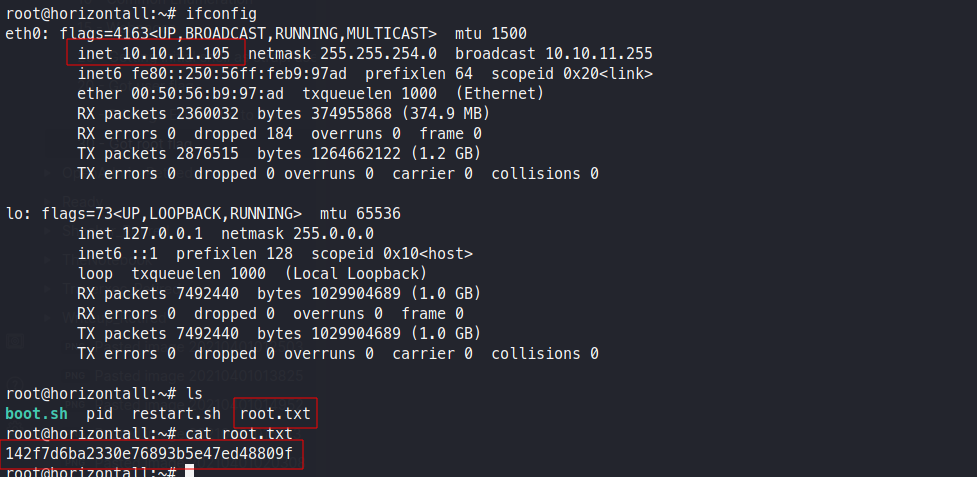 root@horizontall:~# ifconfig
eth0: flags=4163<UP,BROADCAST,RUNNING,MULTICAST>  mtu 1500
        inet 10.10.11.105  netmask 255.255.254.0  broadcast 10.10.11.255
        inet6 fe80::250:56ff:feb9:97ad  prefixlen 64  scopeid 0x20<link>
        ether 00:50:56:b9:97:ad  txqueuelen 1000  (Ethernet)
        RX packets 2360032  bytes 374955868 (374.9 MB)
        RX errors 0  dropped 184  overruns 0  frame 0
        TX packets 2876515  bytes 1264662122 (1.2 GB)
        TX errors 0  dropped 0 overruns 0  carrier 0  collisions 0

lo: flags=73<UP,LOOPBACK,RUNNING>  mtu 65536
        inet 127.0.0.1  netmask 255.0.0.0
        inet6 ::1  prefixlen 128  scopeid 0x10<host>
        loop  txqueuelen 1000  (Local Loopback)
        RX packets 7492440  bytes 1029904689 (1.0 GB)
        RX errors 0  dropped 0  overruns 0  frame 0
        TX packets 7492440  bytes 1029904689 (1.0 GB)
        TX errors 0  dropped 0 overruns 0  carrier 0  collisions 0
Pasted image 20210401013825
root@horizontall:~# ls
boot.sh  pid  restart.sh  root.txt
root@horizontall:~# cat root.txt
142f7d6ba2330e76893b5e47ed48809f
root@horizontall:~#